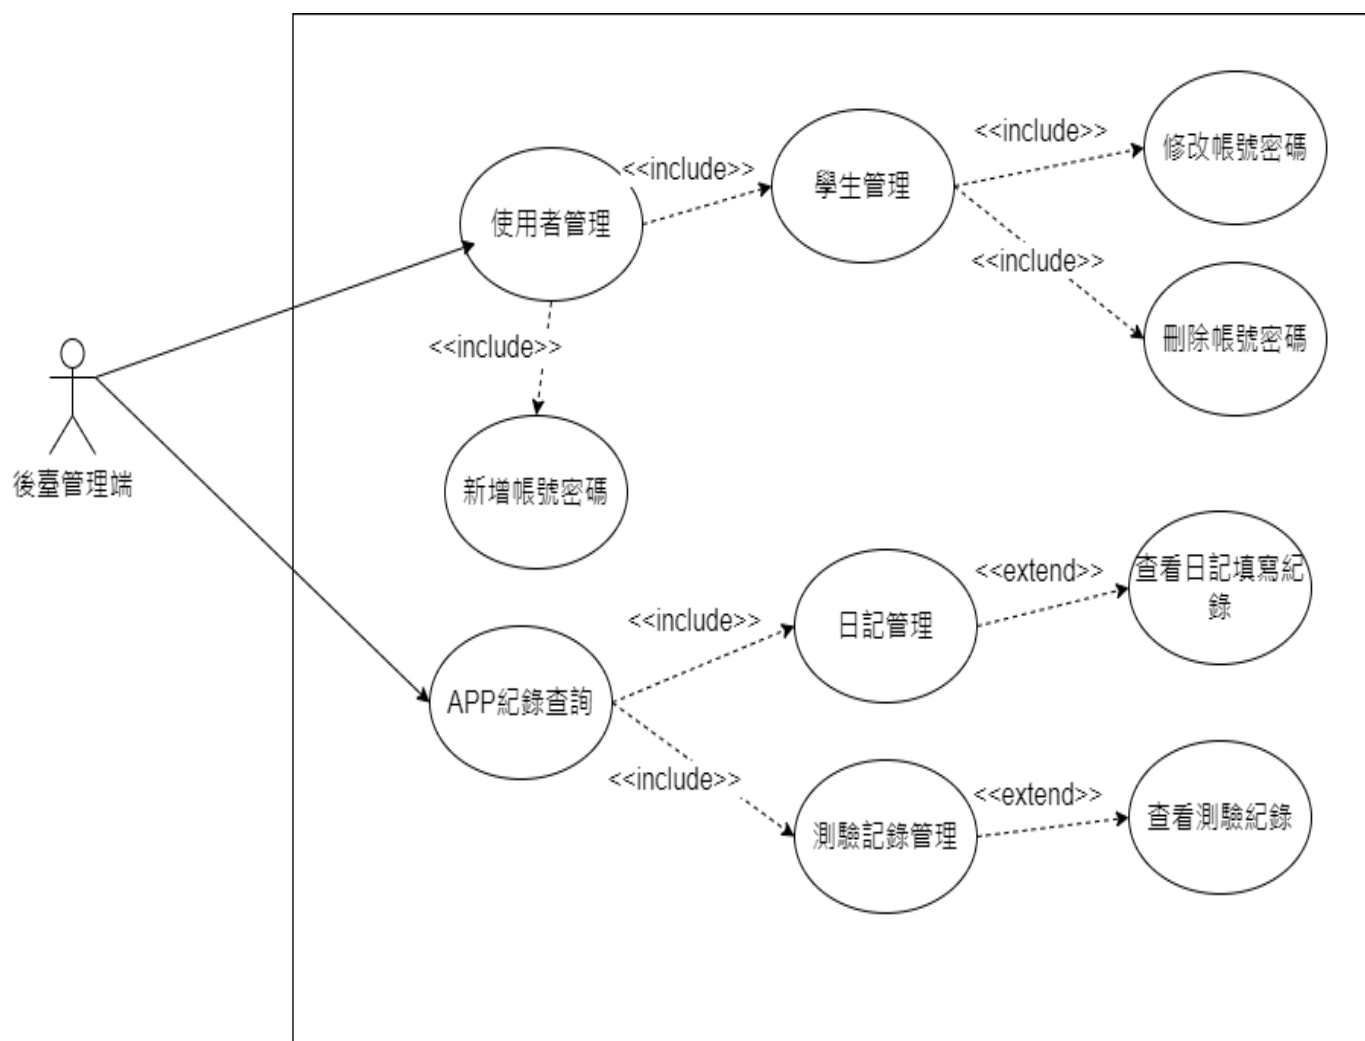 <<include>>
修改帳號密碼
<<include>>
學生管理
使用者管理
<<include>>
刪除帳號密碼
<<include>>
後臺管理端
新增帳號密碼
<<extend>>
查看日記填寫紀
錄
<<include>>
日記管理
APP紀錄查詢
<<include>>
<<extend>>
查看測驗紀錄
測驗記錄管理